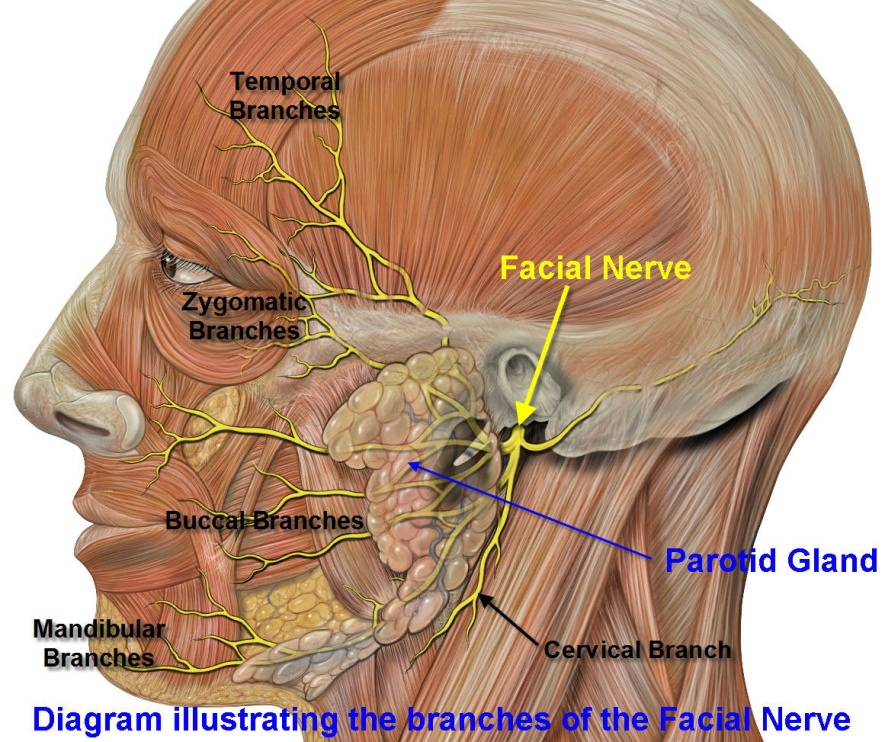 Temporal
Branches
Facial Nerve
Zygomatic
Branches
Buccal Branches
Parotid Gland
Mandibular
Branches
Cervical Branch
Diagram illustrating the branches of the Facial Nerve